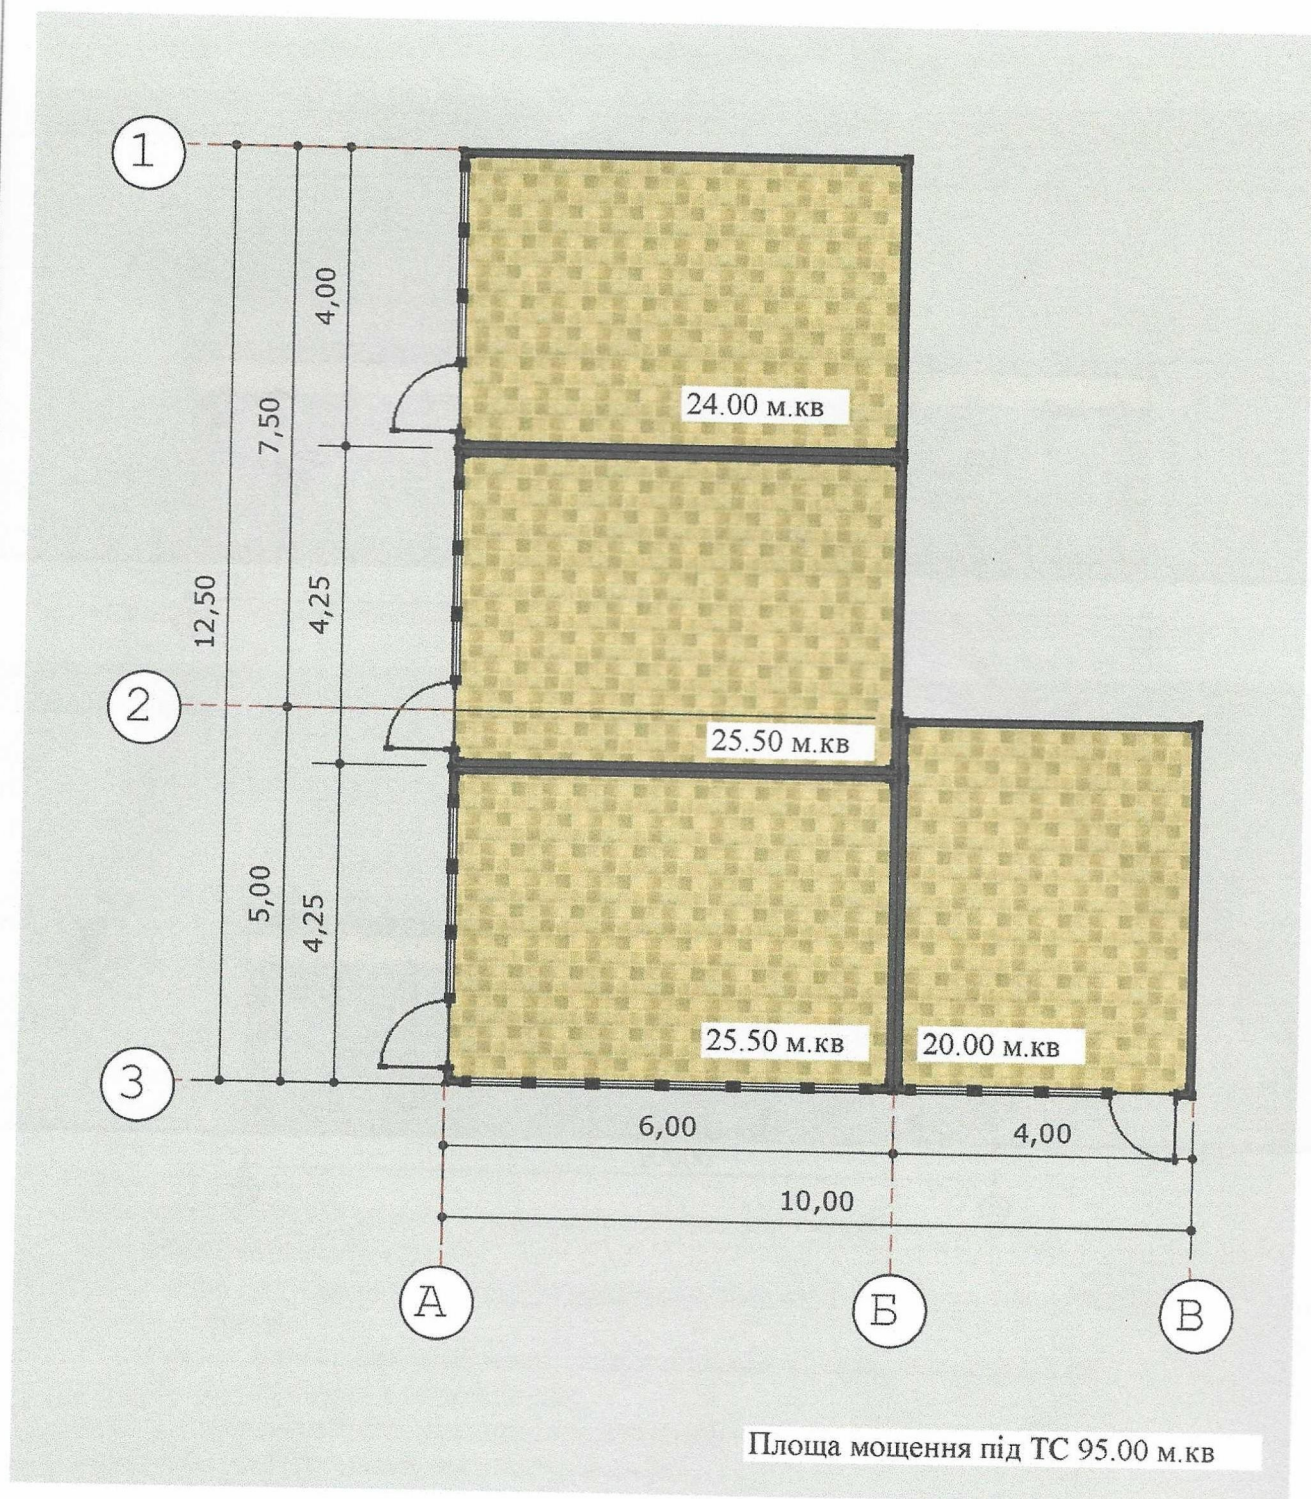 1
4,00
24.00 м.кв
7,50
12,50
4,25
2
25.50 м.кв
5,00
4,25
25.50 м.кв
20.00 м.кв
3
6,00
4,00
10,00
А
Б
В
Площа мощення під ТС 95.00 м.кв